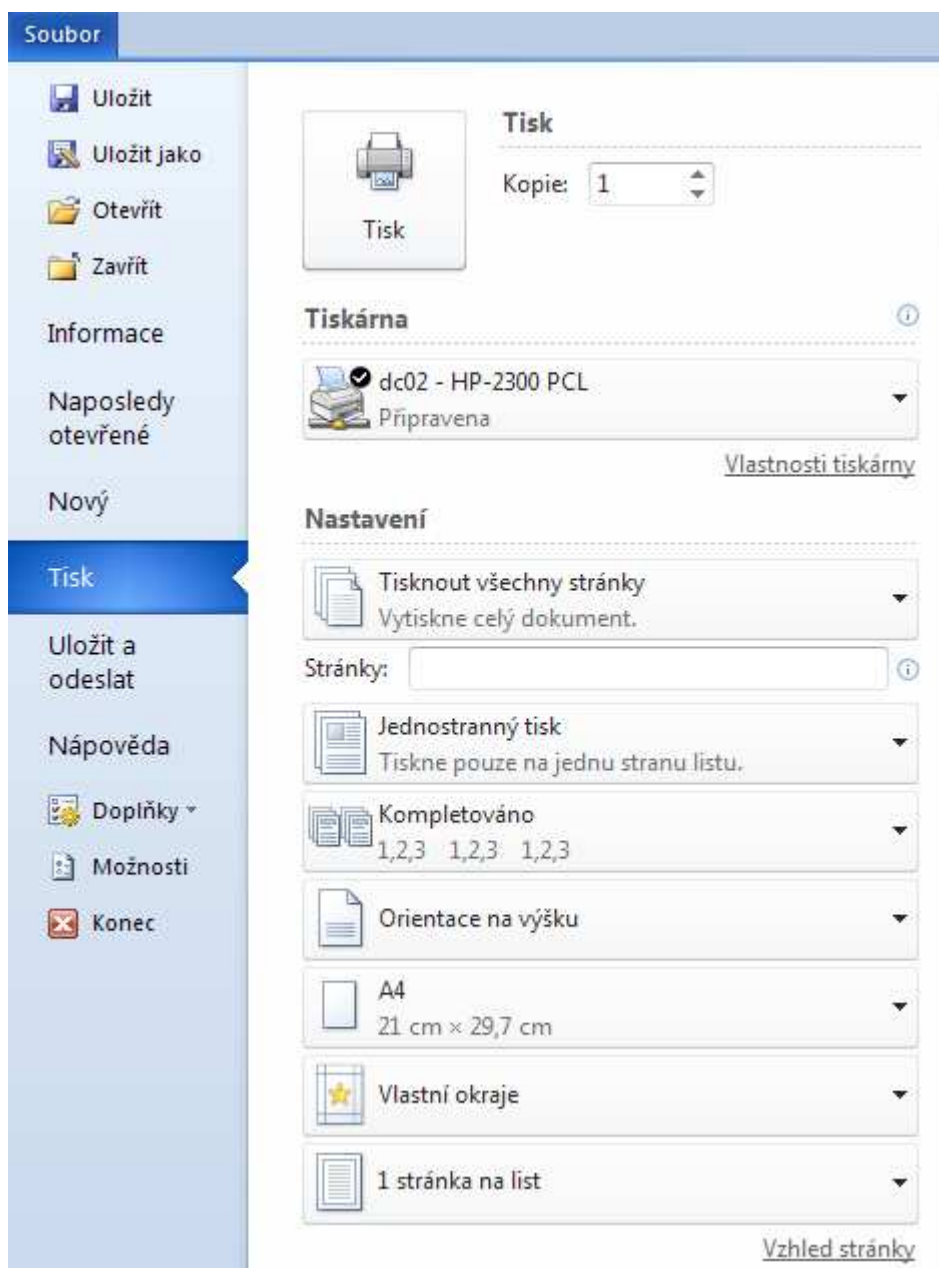 Soubor
Uložit
Uložit jako
Otevřít
Zavřít
Informace
Naposledy
otevřené
Nový
Tisk
Uložit a
odeslat
Nápověda
Doplňky
Možnosti
Konec
Tisk
Tisk
Kopie: 1
Tiskárna
dc02 - HP-2300 PCL
Připravena
Vlastnosti tiskárny
Nastavení
Tisknout všechny stránky
Vytiskne celý dokument.
Stránky:
Jednostranný tisk
Tiskne pouze na jednu stranu listu.
Kompletováno
1,2,3 1,2,3 1,2,3
Orientace na výšku
A4
21 cm × 29,7 cm
Vlastní okraje
1 stránka na list
Vzhled stránky